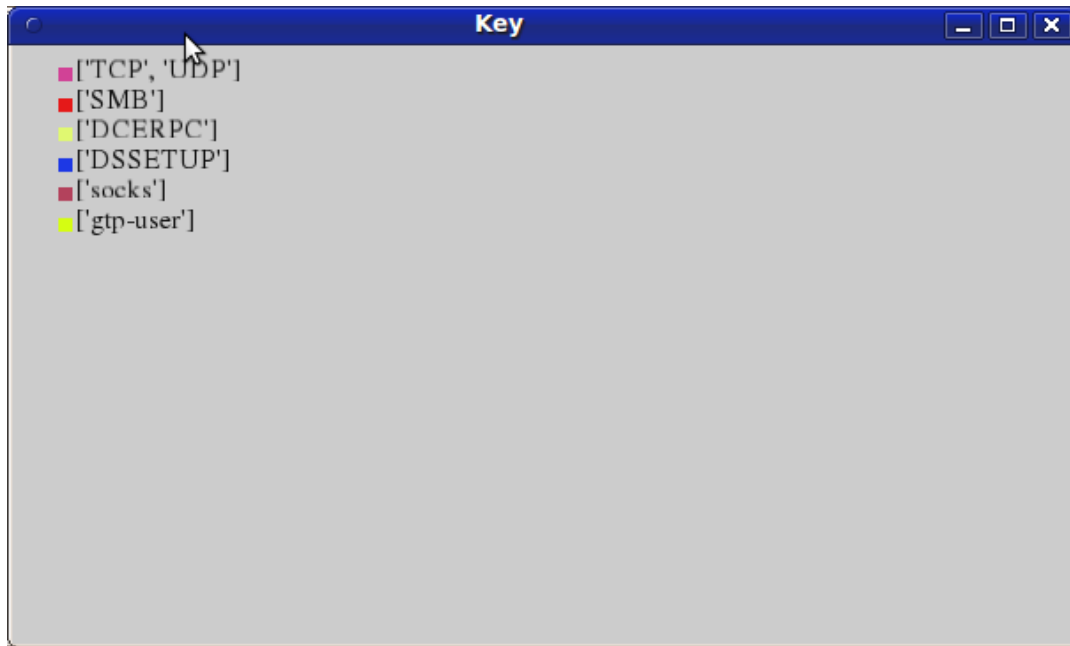 Key
['TCP', 'UDP']
['SMB']
['DCERPC']
['DSSETUP']
['socks']
['gtp-user']